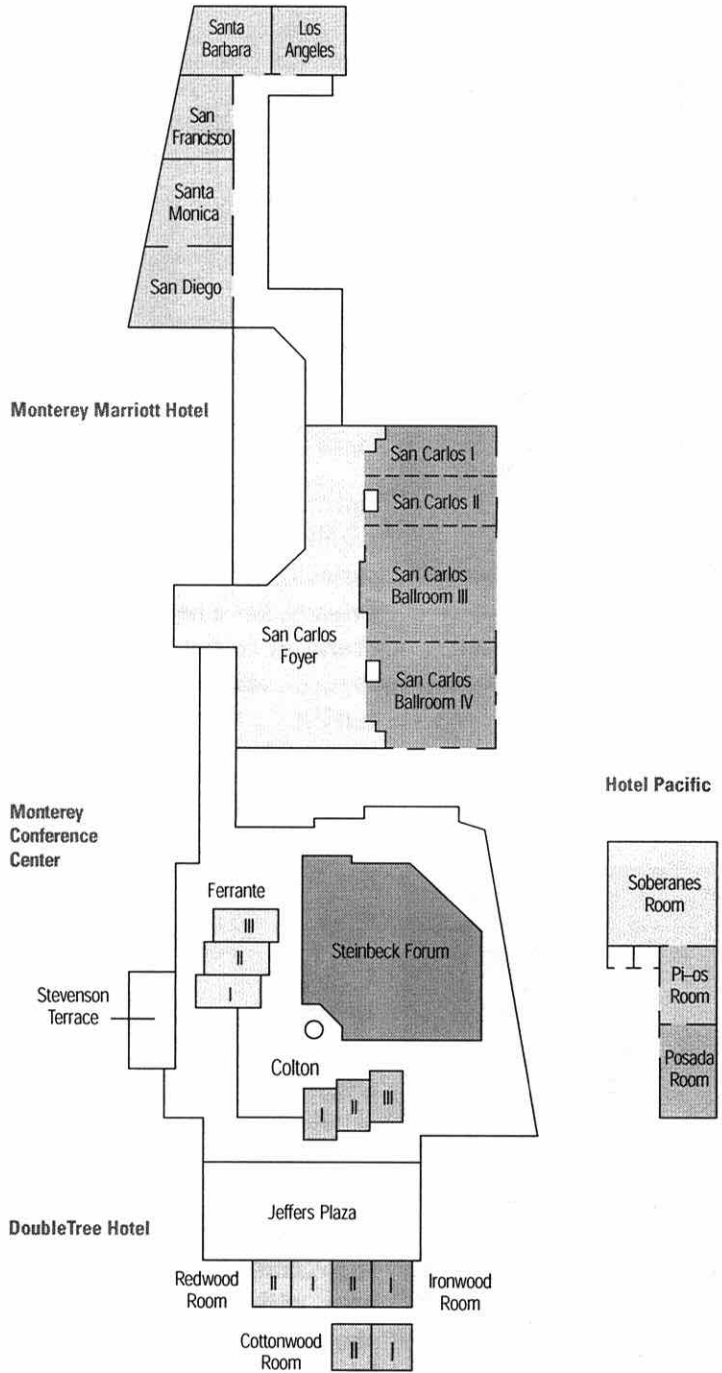 Santa
Barbara
Los
Angeles
San
Francisco
Santa
Monica
San Diego
Monterey Marriott Hotel
San Carlos I
San Carlos II
San Carlos
Ballroom III
San Carlos
Foyer
San Carlos
Ballroom IV
Monterey
Conference
Center
Hotel Pacific
Ferrante
III
II
I
Steinbeck Forum
Soberanes
Room
Pi–os
Room
Posada
Room
Stevenson
Terrace
Colton
I
II
III
Jeffers Plaza
DoubleTree Hotel
Redwood
Room
II
I
II
I
Ironwood
Room
Cottonwood
Room
II
I